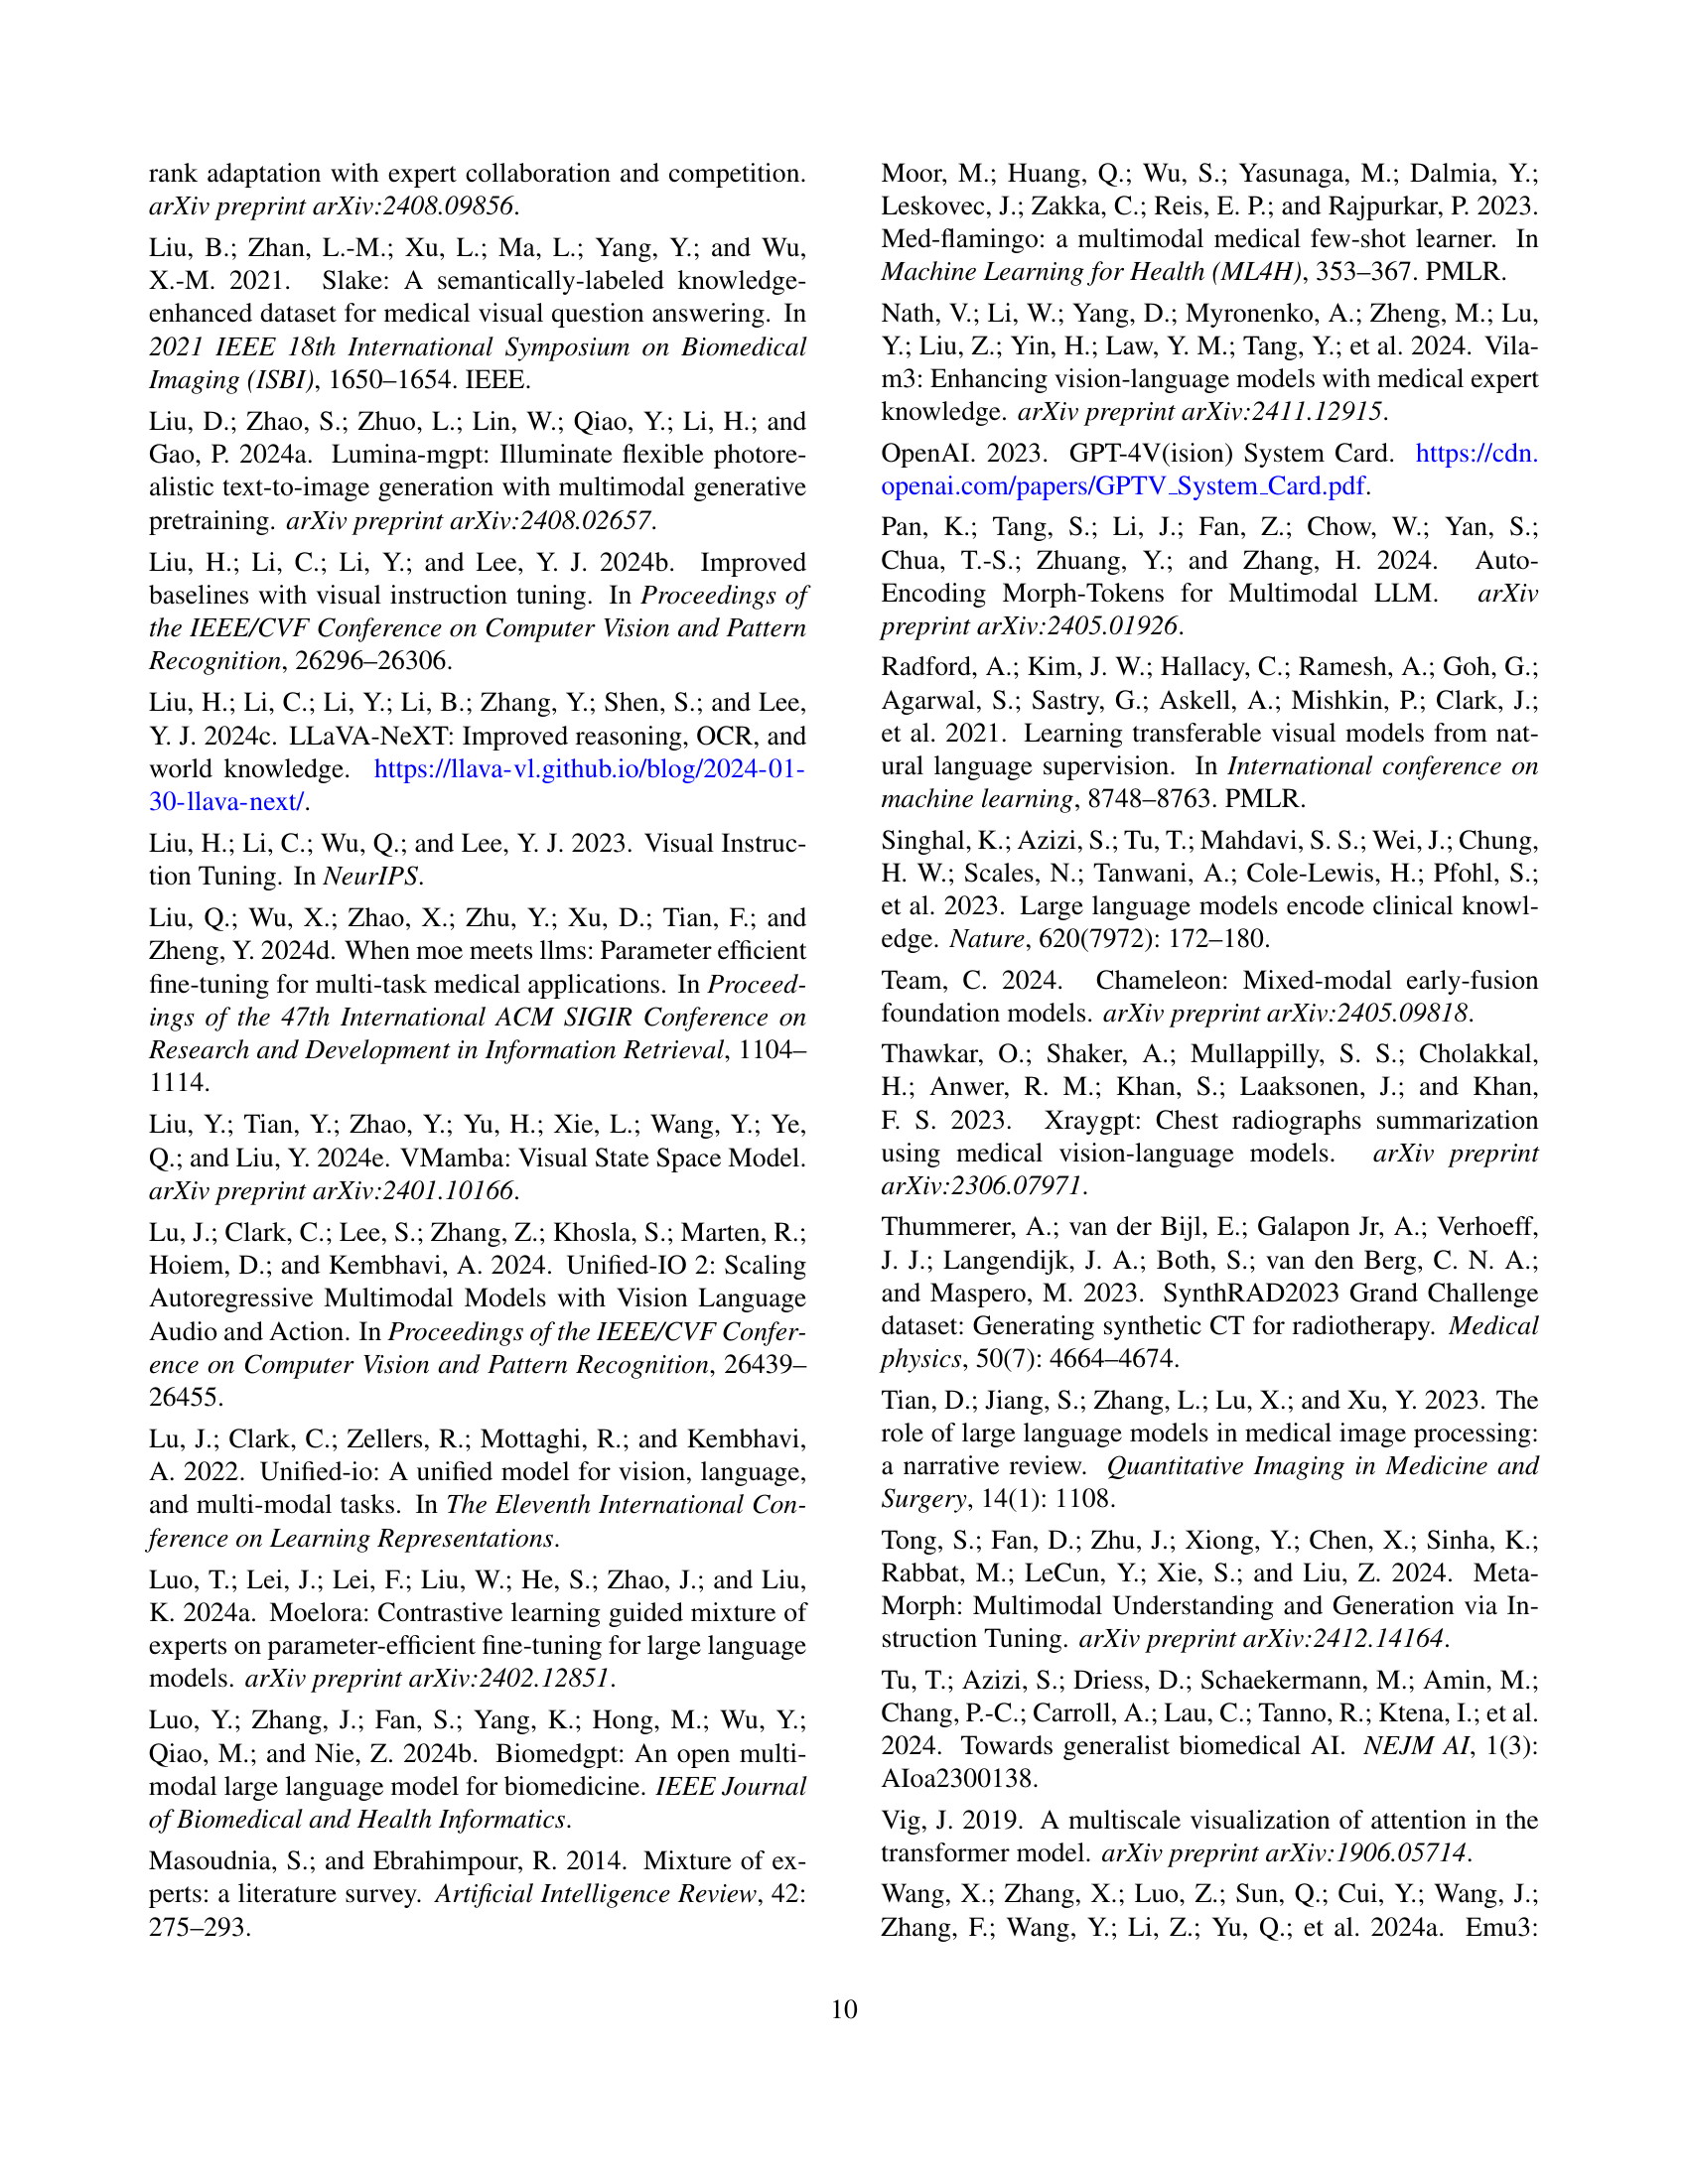 rank adaptation with expert collaboration and competition.
arXiv preprint arXiv:2408.09856.
Liu, B.; Zhan, L.-M.; Xu, L.; Ma, L.; Yang, Y.; and Wu,
X.-M. 2021. Slake: A semantically-labeled knowledge-
enhanced dataset for medical visual question answering. In
2021 IEEE 18th International Symposium on Biomedical
Imaging (ISBI), 1650–1654. IEEE.
Liu, D.; Zhao, S.; Zhuo, L.; Lin, W.; Qiao, Y.; Li, H.; and
Gao, P. 2024a. Lumina-mgpt: Illuminate flexible photore-
alistic text-to-image generation with multimodal generative
pretraining. arXiv preprint arXiv:2408.02657.
Liu, H.; Li, C.; Li, Y.; and Lee, Y. J. 2024b. Improved
baselines with visual instruction tuning. In Proceedings of
the IEEE/CVF Conference on Computer Vision and Pattern
Recognition, 26296–26306.
Liu, H.; Li, C.; Li, Y.; Li, B.; Zhang, Y.; Shen, S.; and Lee,
Y. J. 2024c. LLaVA-NeXT: Improved reasoning, OCR, and
world knowledge. https://llava-vl.github.io/blog/2024-01-
30-llava-next/.
Liu, H.; Li, C.; Wu, Q.; and Lee, Y. J. 2023. Visual Instruc-
tion Tuning. In NeurIPS.
Liu, Q.; Wu, X.; Zhao, X.; Zhu, Y.; Xu, D.; Tian, F.; and
Zheng, Y. 2024d. When moe meets llms: Parameter efficient
fine-tuning for multi-task medical applications. In Proceed-
ings of the 47th International ACM SIGIR Conference on
Research and Development in Information Retrieval, 1104–
1114.
Liu, Y.; Tian, Y.; Zhao, Y.; Yu, H.; Xie, L.; Wang, Y.; Ye,
Q.; and Liu, Y. 2024e. VMamba: Visual State Space Model.
arXiv preprint arXiv:2401.10166.
Lu, J.; Clark, C.; Lee, S.; Zhang, Z.; Khosla, S.; Marten, R.;
Hoiem, D.; and Kembhavi, A. 2024. Unified-IO 2: Scaling
Autoregressive Multimodal Models with Vision Language
Audio and Action. In Proceedings of the IEEE/CVF Confer-
ence on Computer Vision and Pattern Recognition, 26439–
26455.
Lu, J.; Clark, C.; Zellers, R.; Mottaghi, R.; and Kembhavi,
A. 2022. Unified-io: A unified model for vision, language,
and multi-modal tasks. In The Eleventh International Con-
ference on Learning Representations.
Luo, T.; Lei, J.; Lei, F.; Liu, W.; He, S.; Zhao, J.; and Liu,
K. 2024a. Moelora: Contrastive learning guided mixture of
experts on parameter-efficient fine-tuning for large language
models. arXiv preprint arXiv:2402.12851.
Luo, Y.; Zhang, J.; Fan, S.; Yang, K.; Hong, M.; Wu, Y.;
Qiao, M.; and Nie, Z. 2024b. Biomedgpt: An open multi-
modal large language model for biomedicine. IEEE Journal
of Biomedical and Health Informatics.
Masoudnia, S.; and Ebrahimpour, R. 2014. Mixture of ex-
perts: a literature survey. Artificial Intelligence Review, 42:
275–293.
Moor, M.; Huang, Q.; Wu, S.; Yasunaga, M.; Dalmia, Y.;
Leskovec, J.; Zakka, C.; Reis, E. P.; and Rajpurkar, P. 2023.
Med-flamingo: a multimodal medical few-shot learner. In
Machine Learning for Health (ML4H), 353–367. PMLR.
Nath, V.; Li, W.; Yang, D.; Myronenko, A.; Zheng, M.; Lu,
Y.; Liu, Z.; Yin, H.; Law, Y. M.; Tang, Y.; et al. 2024. Vila-
m3: Enhancing vision-language models with medical expert
knowledge. arXiv preprint arXiv:2411.12915.
OpenAI. 2023. GPT-4V(ision) System Card. https://cdn.
openai.com/papers/GPTV_System_Card.pdf.
Pan, K.; Tang, S.; Li, J.; Fan, Z.; Chow, W.; Yan, S.;
Chua, T.-S.; Zhuang, Y.; and Zhang, H. 2024. Auto-
Encoding Morph-Tokens for Multimodal LLM. arXiv
preprint arXiv:2405.01926.
Radford, A.; Kim, J. W.; Hallacy, C.; Ramesh, A.; Goh, G.;
Agarwal, S.; Sastry, G.; Askell, A.; Mishkin, P.; Clark, J.;
et al. 2021. Learning transferable visual models from nat-
ural language supervision. In International conference on
machine learning, 8748–8763. PMLR.
Singhal, K.; Azizi, S.; Tu, T.; Mahdavi, S. S.; Wei, J.; Chung,
H. W.; Scales, N.; Tanwani, A.; Cole-Lewis, H.; Pfohl, S.;
et al. 2023. Large language models encode clinical knowl-
edge. Nature, 620(7972): 172–180.
Team, C. 2024. Chameleon: Mixed-modal early-fusion
foundation models. arXiv preprint arXiv:2405.09818.
Thawkar, O.; Shaker, A.; Mullappilly, S. S.; Cholakkal,
H.; Anwer, R. M.; Khan, S.; Laaksonen, J.; and Khan,
F. S. 2023. Xraygpt: Chest radiographs summarization
using medical vision-language models. arXiv preprint
arXiv:2306.07971.
Thummerer, A.; van der Bijl, E.; Galapon Jr, A.; Verhoeff,
J. J.; Langendijk, J. A.; Both, S.; van den Berg, C. N. A.;
and Maspero, M. 2023. SynthRAD2023 Grand Challenge
dataset: Generating synthetic CT for radiotherapy. Medical
physics, 50(7): 4664–4674.
Tian, D.; Jiang, S.; Zhang, L.; Lu, X.; and Xu, Y. 2023. The
role of large language models in medical image processing:
a narrative review. Quantitative Imaging in Medicine and
Surgery, 14(1): 1108.
Tong, S.; Fan, D.; Zhu, J.; Xiong, Y.; Chen, X.; Sinha, K.;
Rabbat, M.; LeCun, Y.; Xie, S.; and Liu, Z. 2024. Meta-
Morph: Multimodal Understanding and Generation via In-
struction Tuning. arXiv preprint arXiv:2412.14164.
Tu, T.; Azizi, S.; Driess, D.; Schaekermann, M.; Amin, M.;
Chang, P.-C.; Carroll, A.; Lau, C.; Tanno, R.; Ktena, I.; et al.
2024. Towards generalist biomedical AI. NEJM AI, 1(3):
AIoa2300138.
Vig, J. 2019. A multiscale visualization of attention in the
transformer model. arXiv preprint arXiv:1906.05714.
Wang, X.; Zhang, X.; Luo, Z.; Sun, Q.; Cui, Y.; Wang, J.;
Zhang, F.; Wang, Y.; Li, Z.; Yu, Q.; et al. 2024a. Emu3:
10